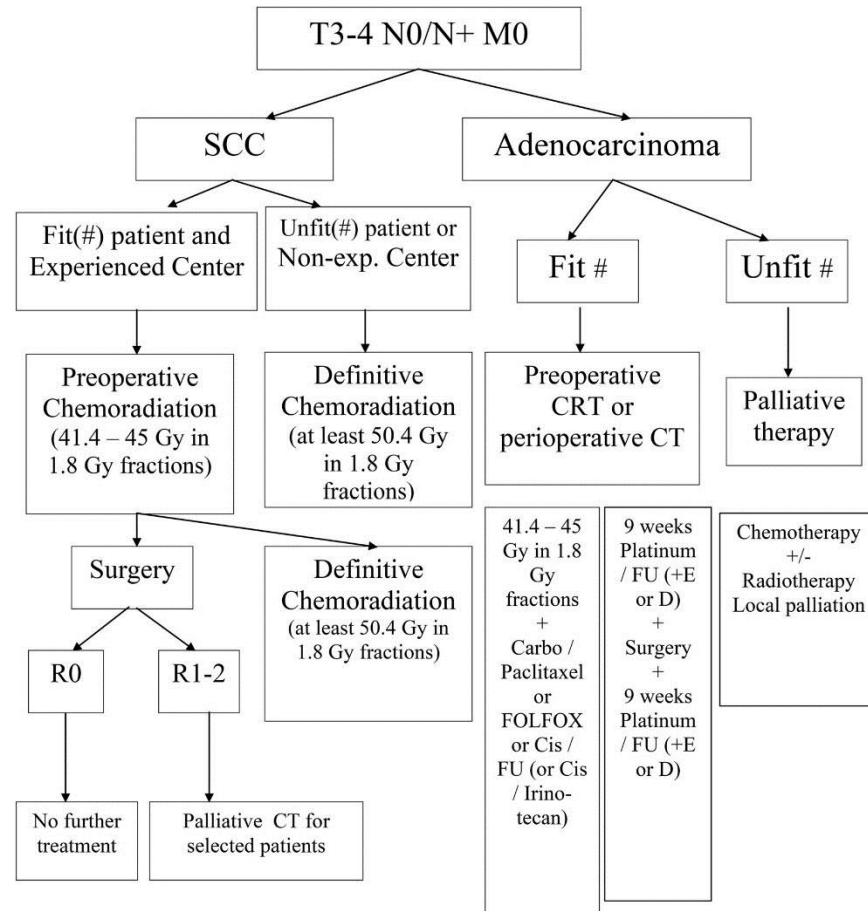 T3-4 N0/N+ M0
SCC
Adenocarcinoma
Fit(#) patient and
Experienced Center
Unfit(#) patient or
Non-exp. Center
Fit #
Unfit #
Preoperative
Chemoradiation
(41.4 – 45 Gy in
1.8 Gy fractions)
Definitive
Chemoradiation
(at least 50.4 Gy
in 1.8 Gy
fractions)
Preoperative
CRT or
perioperative CT
Palliative
therapy
Surgery
Definitive
Chemoradiation
(at least 50.4 Gy in
1.8 Gy fractions)
41.4 – 45
Gy in 1.8
Gy
fractions
+
Carbo /
Paclitaxel
or
FOLFOX
or Cis /
FU (or Cis
/ Irino-
tecan)
9 weeks
Platinum
/ FU (+E
or D)
+
Surgery
+
9 weeks
Platinum
/ FU (+E
or D)
Chemotherapy
+/-
Radiotherapy
Local palliation
R0
R1-2
No further
treatment
Palliative CT for
selected patients